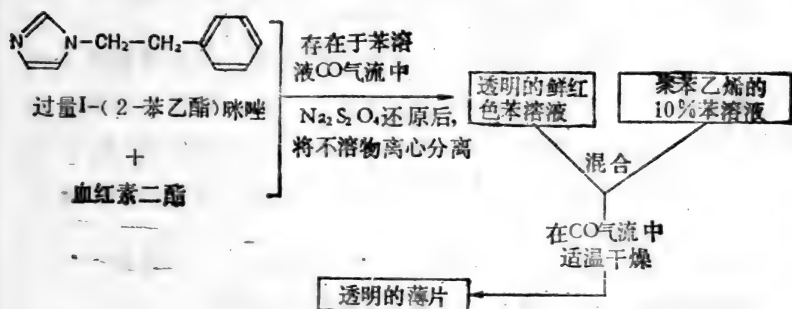 N N—CH₂—CH₂—
过量I-(2-苯乙酯)咪唑
+
血红素二酯
存在于苯溶
液CO气流中
Na₂S₂O₄还原后,
将不溶物离心分离
透明的鲜红
色苯溶液
聚苯乙烯的
10%苯溶液
混合
在CO气流中
适温干燥
透明的薄片